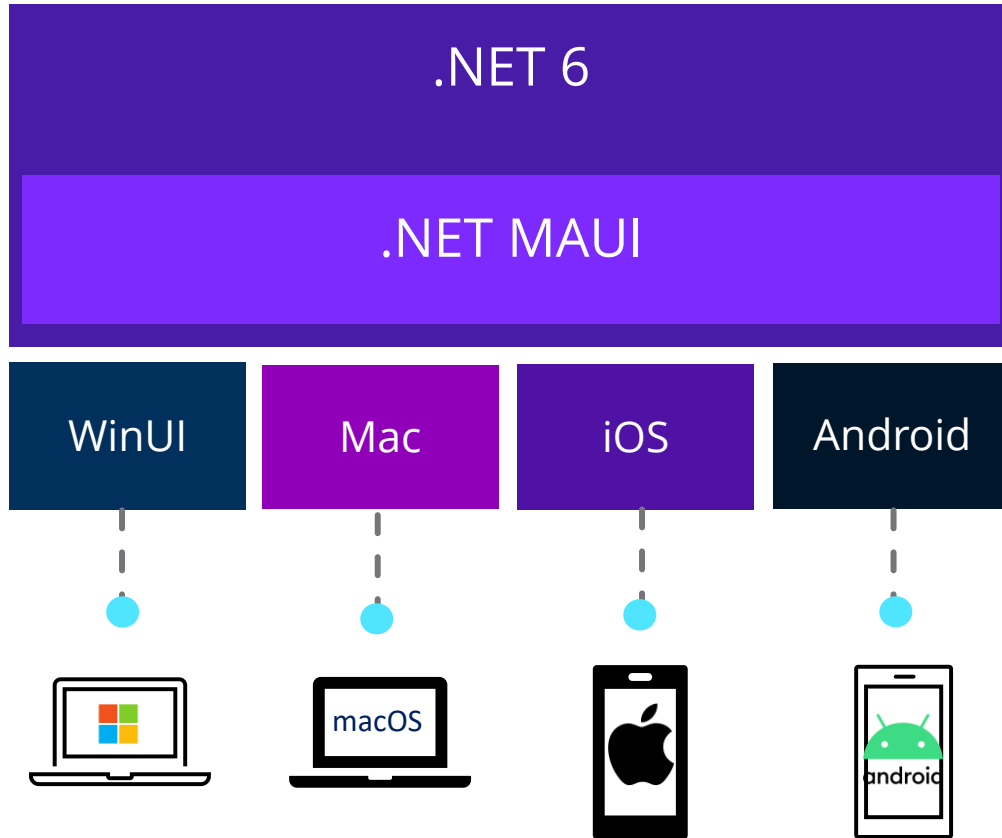 .NET 6
.NET MAUI
WinUI
Mac
iOS
Android
macOS
android